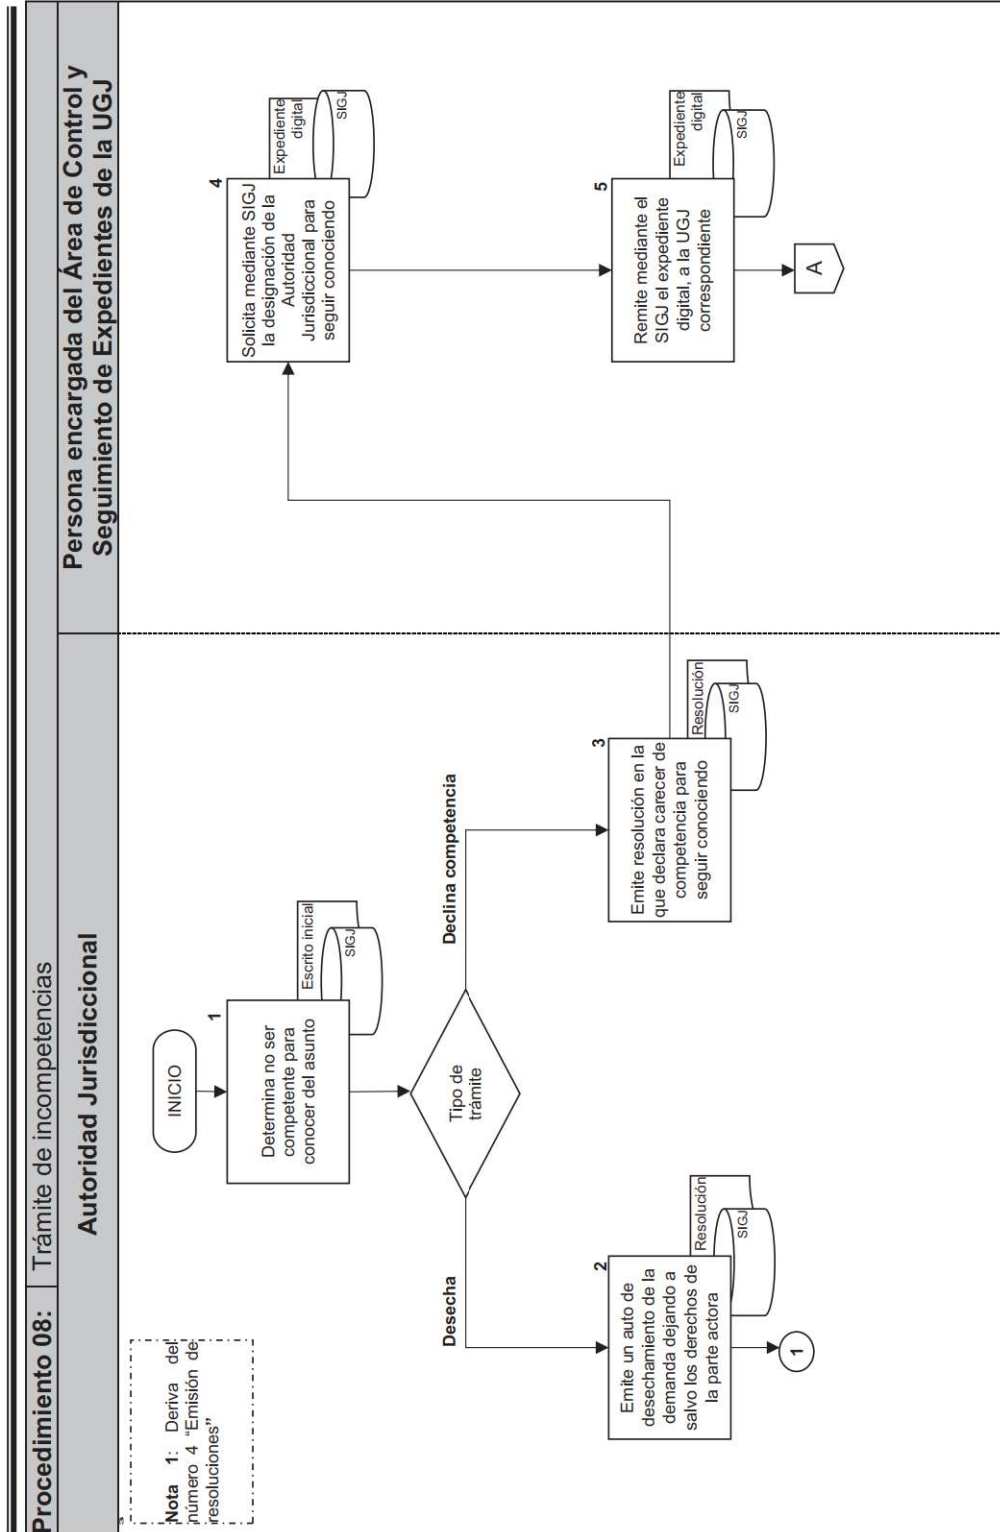 Procedimiento 08: Trámite de incompetencias
Autoridad Jurisdiccional
Persona encargada del Área de Control y
Seguimiento de Expedientes de la UGJ
Nota 1: Deriva del
número 4 “Emisión de
resoluciones”
INICIO
1
Determina no ser
competente para
conocer del asunto
Escrito inicial
SIGJ
Tipo de
trámite
Desecha
Declina competencia
2
Emite un auto de
desechamiento de la
demanda dejando a
salvo los derechos de
la parte actora
Resolución
SIGJ
1
3
Emite resolución en la
que declara carecer de
competencia para
seguir conociendo
Resolución
SIGJ
4
Solicita mediante SIGJ
la designación de la
Autoridad
Jurisdiccional para
seguir conociendo
Expediente
digital
SIGJ
5
Remite mediante el
SIGJ el expediente
digital, a la UGJ
correspondiente
Expediente
digital
SIGJ
A